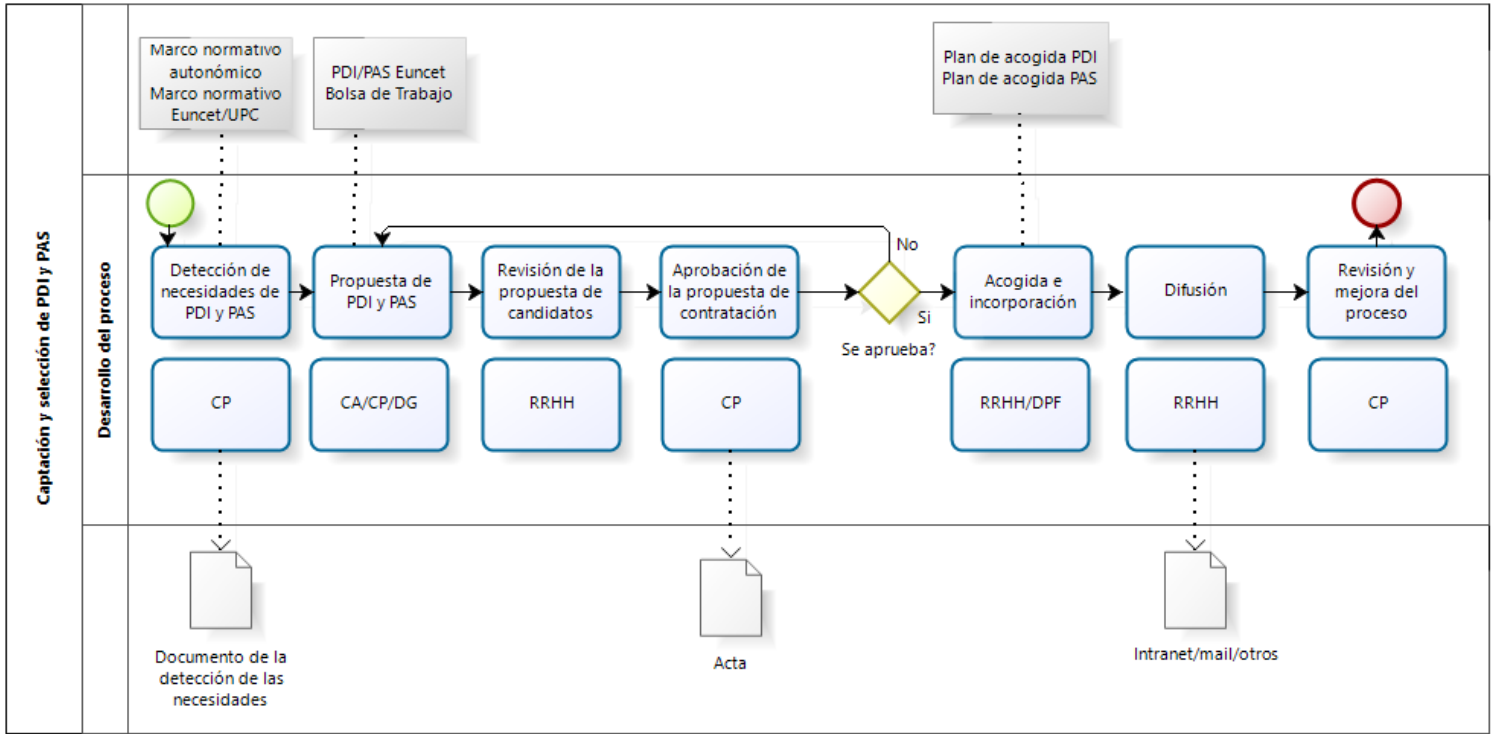 Captación y selección de PDI y PAS
Desarrollo del proceso
Marco normativo
autonómico
Marco normativo
Euncet/UPC
PDI/PAS Euncet
Bolsa de Trabajo
Plan de acogida PDI
Plan de acogida PAS
Detección de
necesidades de
PDI y PAS
Propuesta de
PDI y PAS
Revisión de la
propuesta de
candidatos
Aprobación de
la propuesta de
contratación
No
Si
Se aprueba?
Acogida e
incorporación
Difusión
Revisión y
mejora del
proceso
CP
CA/CP/DG
RRHH
CP
RRHH/DPF
RRHH
CP
Documento de la
detección de las
necesidades
Acta
Intranet/mail/otros